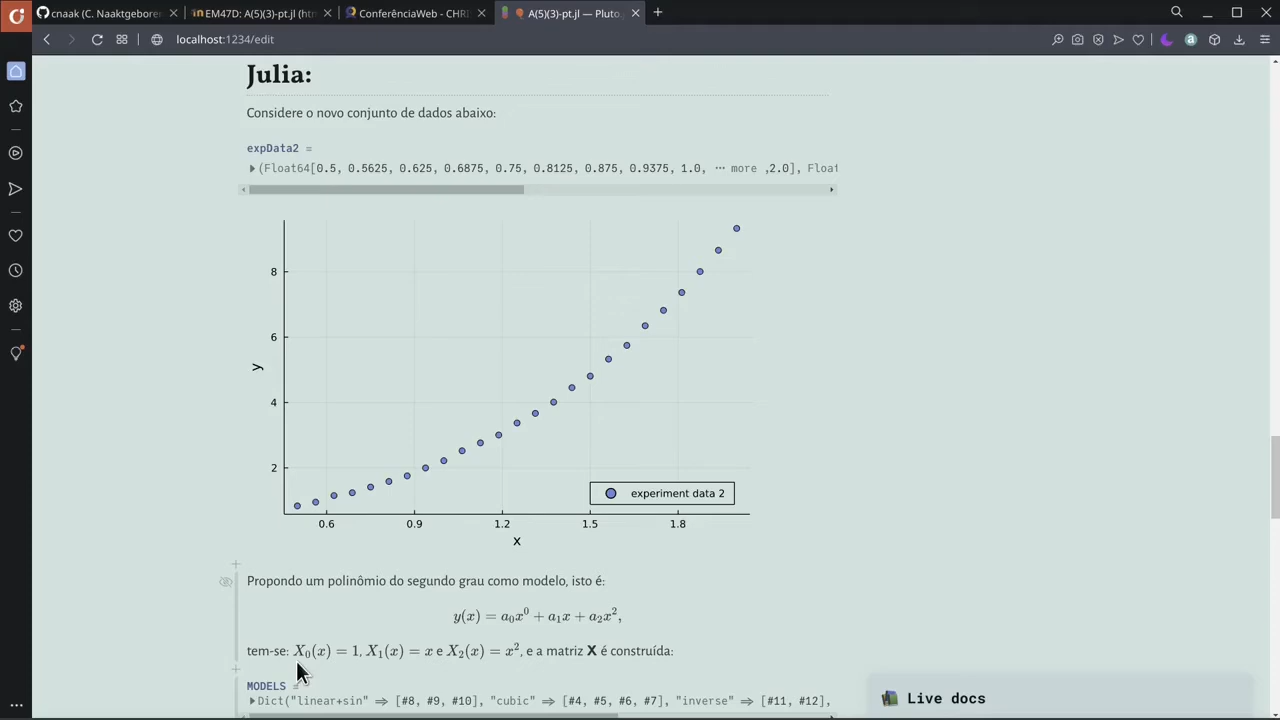 cnaak (C. Naaktgeboren
EM47D: A(5)(3)-pt.jl (ht
ConferênciaWeb - CHRI
A(5)(3)-pt.jl — Pluto.
localhost:1234/edit
Julia:
Considere o novo conjunto de dados abaixo:
expData2 =
(Float64[0.5, 0.5625, 0.625, 0.6875, 0.75, 0.8125, 0.875, 0.9375, 1.0, ⋯ more ,2.0], Float
8
6
4
2
y
experiment data 2
0.6 0.9 1.2 1.5 1.8
x
Propondo um polinômio do segundo grau como modelo, isto é:
y(x) = a₀x⁰ + a₁x + a₂x²,
tem-se: X₀(x) = 1, X₁(x) = x e X₂(x) = x², e a matriz X é construída:
MODELS =
Dict("linear+sin" ⇒ [#8, #9, #10], "cubic" ⇒ [#4, #5, #6, #7], "inverse" ⇒ [#11, #12],
Live docs